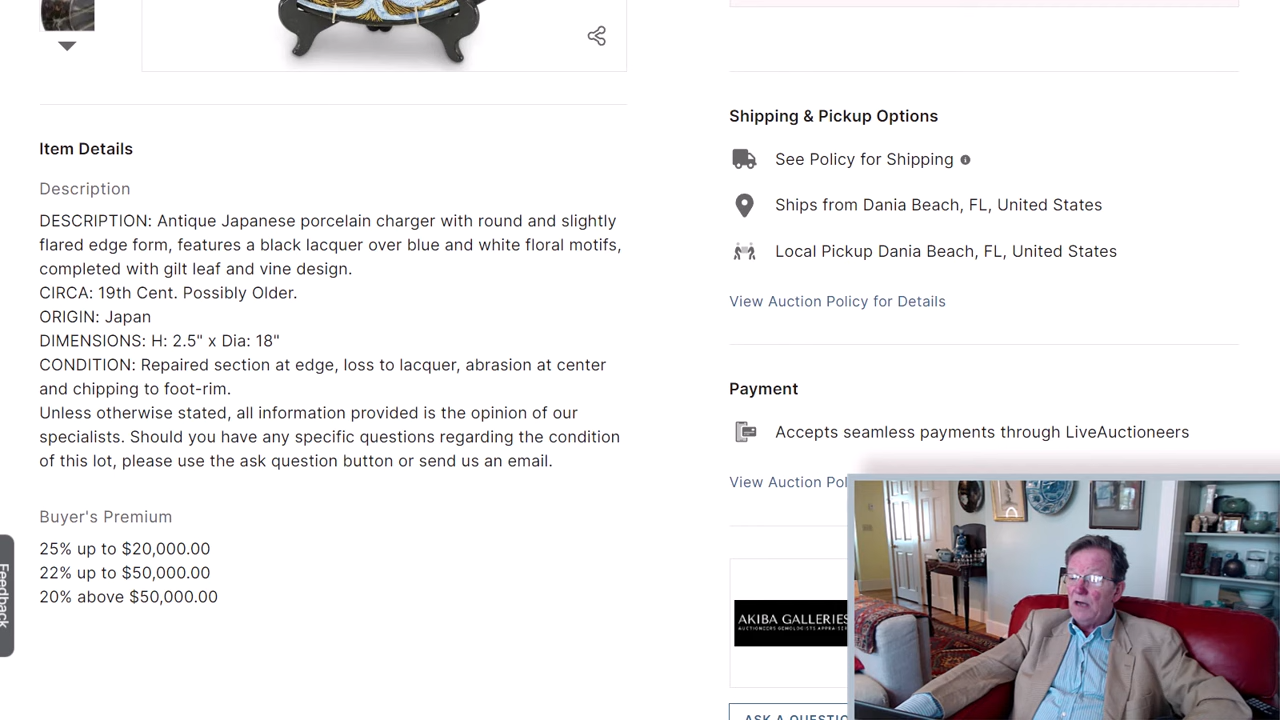 Item Details
Description
DESCRIPTION: Antique Japanese porcelain charger with round and slightly
flared edge form, features a black lacquer over blue and white floral motifs,
completed with gilt leaf and vine design.
CIRCA: 19th Cent. Possibly Older.
ORIGIN: Japan
DIMENSIONS: H: 2.5" x Dia: 18"
CONDITION: Repaired section at edge, loss to lacquer, abrasion at center
and chipping to foot-rim.
Unless otherwise stated, all information provided is the opinion of our
specialists. Should you have any specific questions regarding the condition
of this lot, please use the ask question button or send us an email.
Buyer's Premium
25% up to $20,000.00
22% up to $50,000.00
20% above $50,000.00
Feedback
Shipping & Pickup Options
See Policy for Shipping
Ships from Dania Beach, FL, United States
Local Pickup Dania Beach, FL, United States
View Auction Policy for Details
Payment
Accepts seamless payments through LiveAuctioneers
View Auction Pol
AKIBA GALLERIES
ASK A QUESTIO